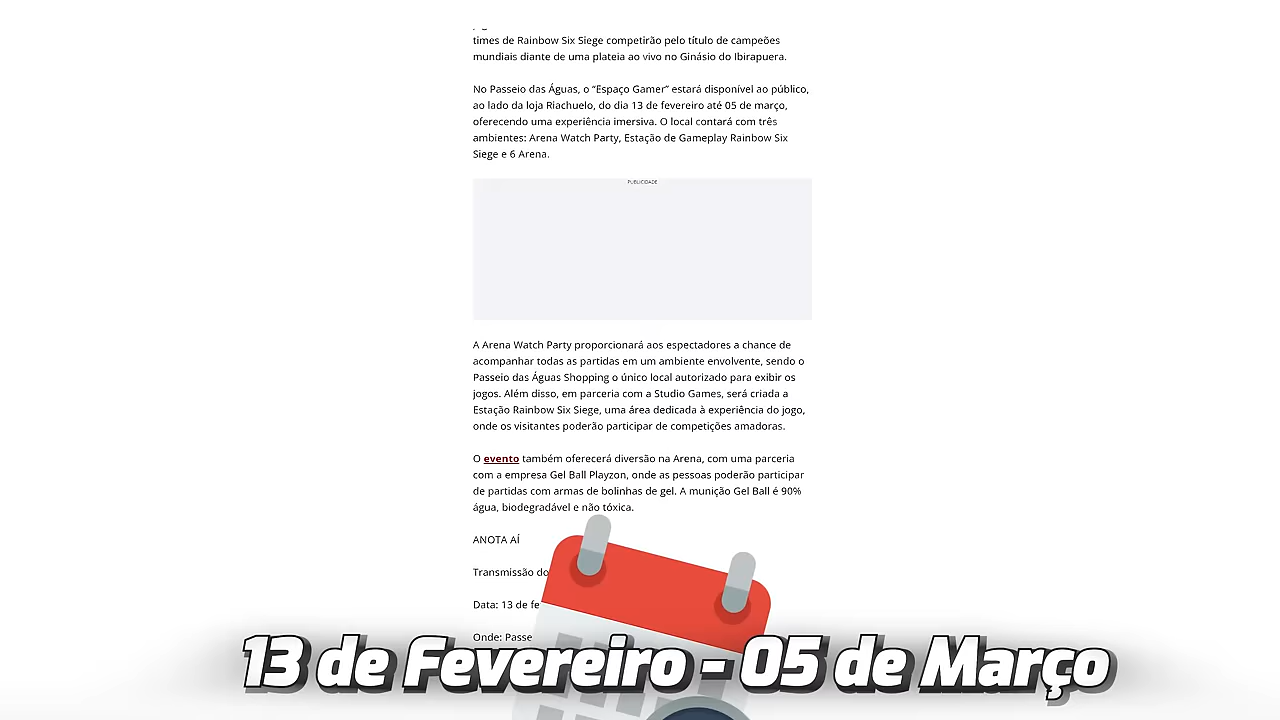 times de Rainbow Six Siege competirão pelo título de campeões
mundiais diante de uma plateia ao vivo no Ginásio do Ibirapuera.
No Passeio das Águas, o “Espaço Gamer” estará disponível ao público,
ao lado da loja Riachuelo, do dia 13 de fevereiro até 05 de março,
oferecendo uma experiência imersiva. O local contará com três
ambientes: Arena Watch Party, Estação de Gameplay Rainbow Six
Siege e 6 Arena.
PUBLICIDADE
A Arena Watch Party proporcionará aos espectadores a chance de
acompanhar todas as partidas em um ambiente envolvente, sendo o
Passeio das Águas Shopping o único local autorizado para exibir os
jogos. Além disso, em parceria com a Studio Games, será criada a
Estação Rainbow Six Siege, uma área dedicada à experiência do jogo,
onde os visitantes poderão participar de competições amadoras.
O evento também oferecerá diversão na Arena, com uma parceria
com a empresa Gel Ball Playzon, onde as pessoas poderão participar
de partidas com armas de bolinhas de gel. A munição Gel Ball é 90%
água, biodegradável e não tóxica.
ANOTA AÍ
Transmissão do
Data: 13 de fe
Onde: Passe
13 de Fevereiro - 05 de Março